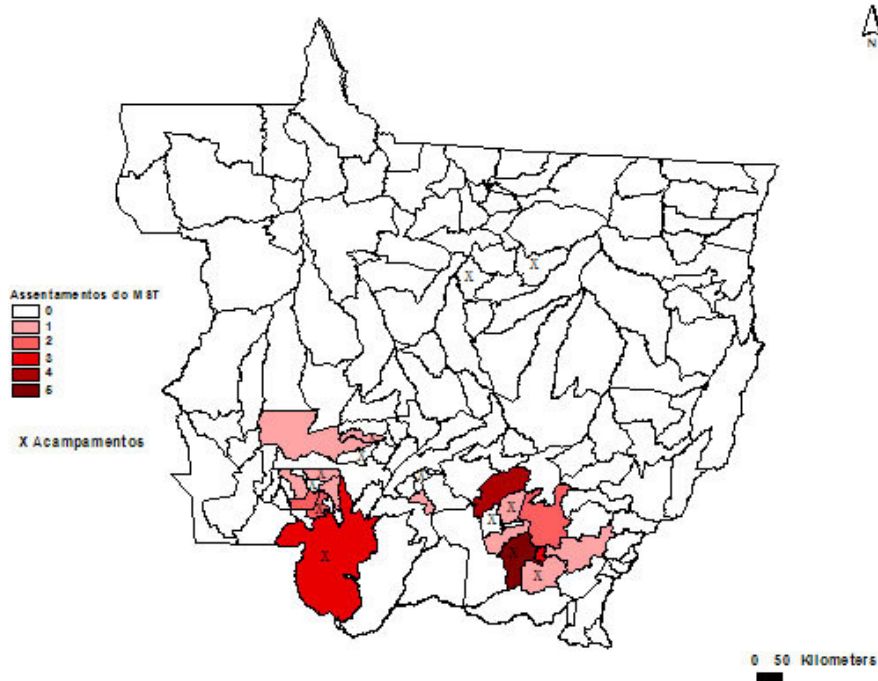 N
Assentamentos do MST
0
1
2
3
4
5
X Acampamentos
X
X
X
X
X
X
X
X
X
X
X
X
X
0 50 Kilometers